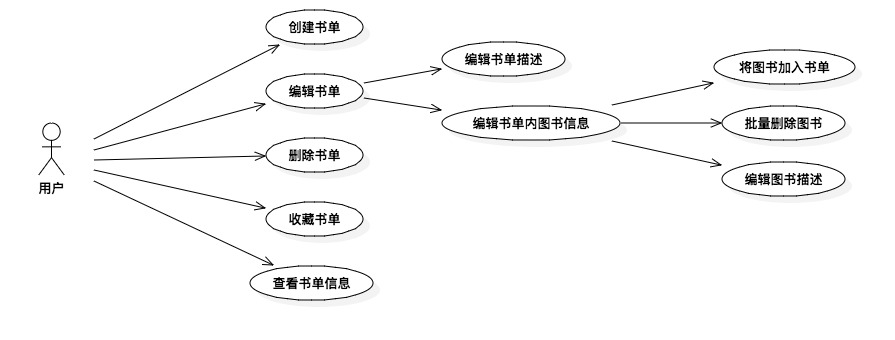 创建书单
编辑书单描述
将图书加入书单
编辑书单
编辑书单内图书信息
批量删除图书
删除书单
编辑图书描述
用户
收藏书单
查看书单信息